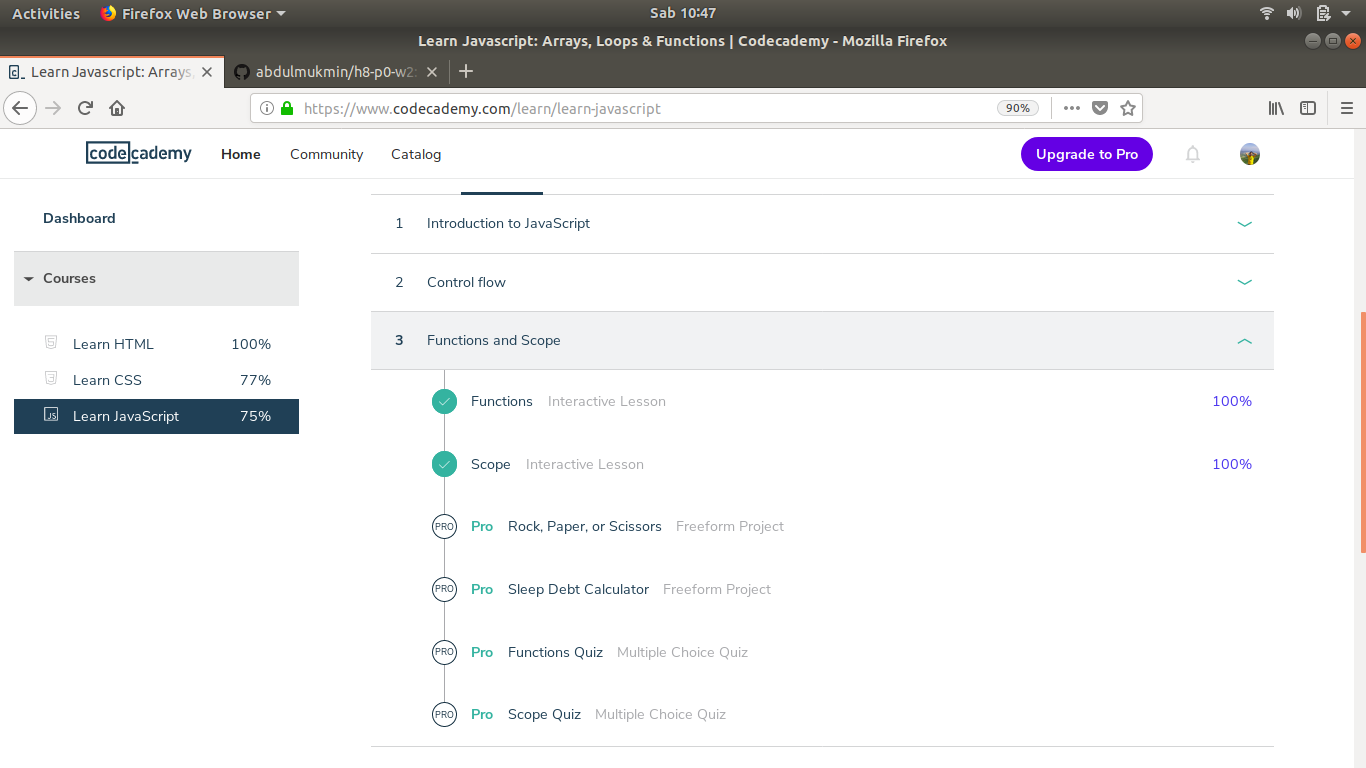 Activities Firefox Web Browser Sab 10:47
Learn Javascript: Arrays, Loops & Functions | Codecademy - Mozilla Firefox
Learn Javascript: Arrays, abdulmukmin/h8-p0-w2
https://www.codecademy.com/learn/learn-javascript 90%
codecademy Home Community Catalog Upgrade to Pro
Dashboard
Courses
Learn HTML 100%
Learn CSS 77%
Learn JavaScript 75%
1 Introduction to JavaScript
2 Control flow
3 Functions and Scope
Functions Interactive Lesson 100%
Scope Interactive Lesson 100%
PRO Pro Rock, Paper, or Scissors Freeform Project
PRO Pro Sleep Debt Calculator Freeform Project
PRO Pro Functions Quiz Multiple Choice Quiz
PRO Pro Scope Quiz Multiple Choice Quiz